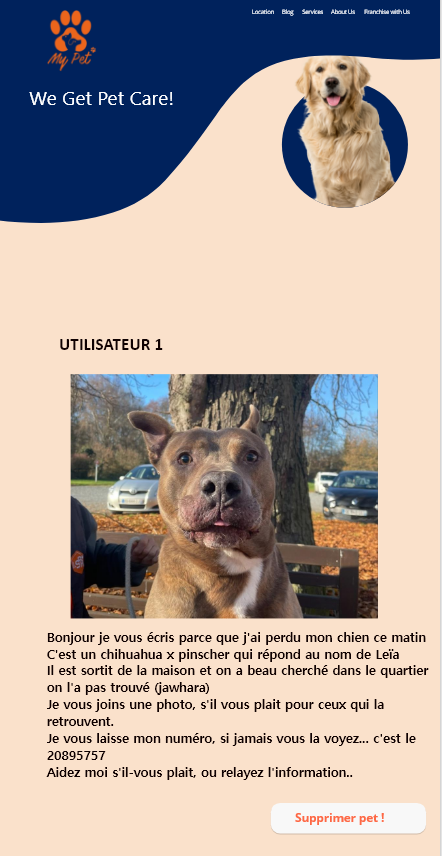 Location Blog Services About Us Franchise with Us
My Pet
We Get Pet Care!
UTILISATEUR 1
Bonjour je vous écris parce que j'ai perdu mon chien ce matin
C'est un chihuahua x pinscher qui répond au nom de Leïa
Il est sortit de la maison et on a beau cherché dans le quartier
on l'a pas trouvé (jawhara)
Je vous joins une photo, s'il vous plait pour ceux qui la
retrouvent.
Je vous laisse mon numéro, si jamais vous la voyez... c'est le
20895757
Aidez moi s'il-vous plait, ou relayez l'information..
Supprimer pet !